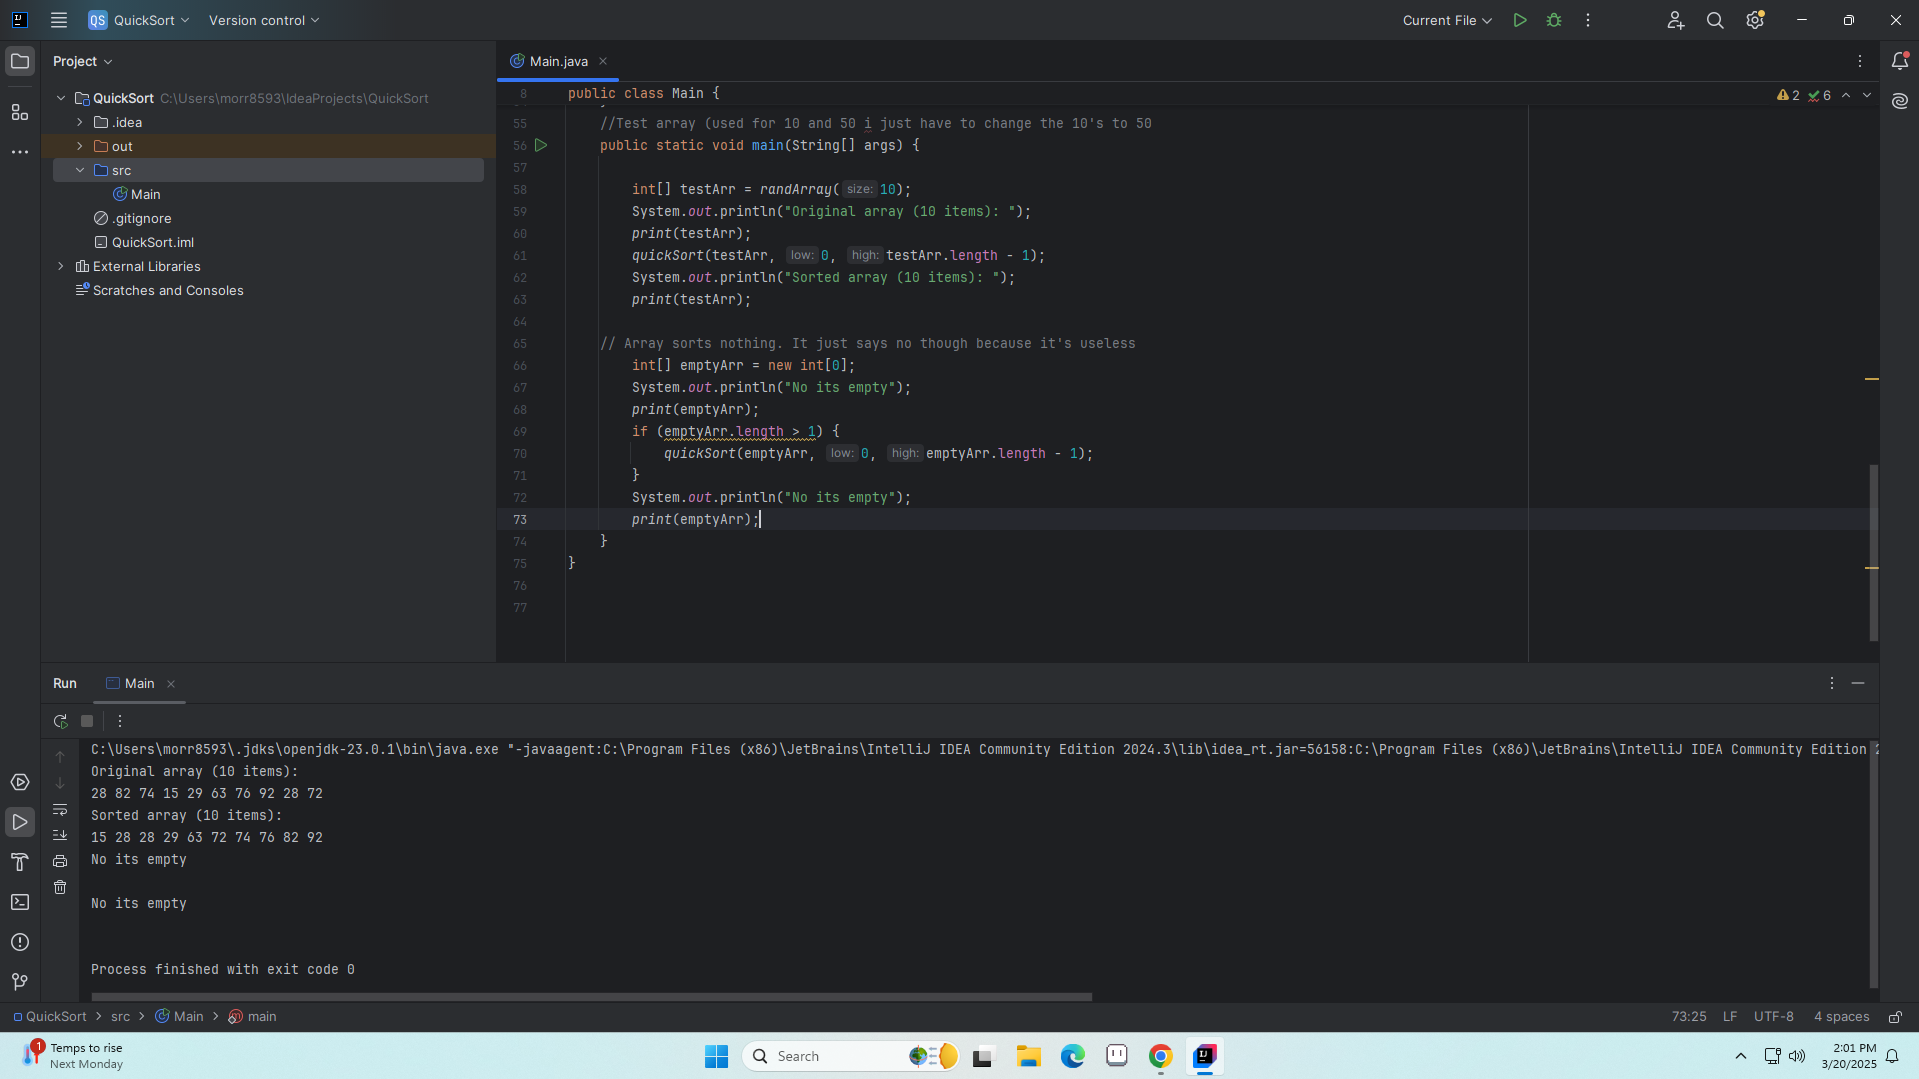 QS QuickSort Version control Current File
Project
Main.java
QuickSort C:\Users\morr8593\IdeaProjects\QuickSort
.idea
out
src
Main
.gitignore
QuickSort.iml
External Libraries
Scratches and Consoles
8 public class Main {
2 6
55 //Test array (used for 10 and 50 i just have to change the 10's to 50
56 public static void main(String[] args) {
57
58 int[] testArr = randArray( size: 10);
59 System.out.println("Original array (10 items): ");
60 print(testArr);
61 quickSort(testArr, low: 0, high: testArr.length - 1);
62 System.out.println("Sorted array (10 items): ");
63 print(testArr);
64
65 // Array sorts nothing. It just says no though because it's useless
66 int[] emptyArr = new int[0];
67 System.out.println("No its empty");
68 print(emptyArr);
69 if (emptyArr.length > 1) {
70 quickSort(emptyArr, low: 0, high: emptyArr.length - 1);
71 }
72 System.out.println("No its empty");
73 print(emptyArr);
74 }
75 }
76
77
Run Main
C:\Users\morr8593\.jdks\openjdk-23.0.1\bin\java.exe "-javaagent:C:\Program Files (x86)\JetBrains\IntelliJ IDEA Community Edition 2024.3\lib\idea_rt.jar=56158:C:\Program Files (x86)\JetBrains\IntelliJ IDEA Community Edition
Original array (10 items):
28 82 74 15 29 63 76 92 28 72
Sorted array (10 items):
15 28 28 29 63 72 74 76 82 92
No its empty
No its empty
Process finished with exit code 0
QuickSort > src > Main > main 73:25 LF UTF-8 4 spaces
1 Temps to rise
Next Monday
Search
2:01 PM
3/20/2025